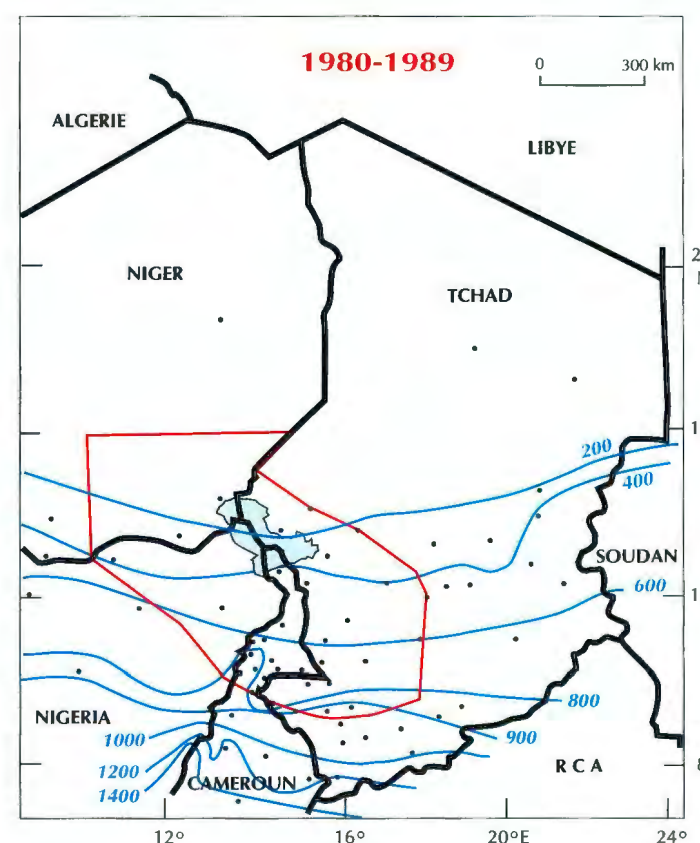 1980-1989
0 300 km
ALGERIE
LIBYE
NIGER
TCHAD
200
400
SOUDAN
600
800
NIGERIA
1000
900
1200
RCA
1400
CAMEROUN
12°
16°
20°E
24°